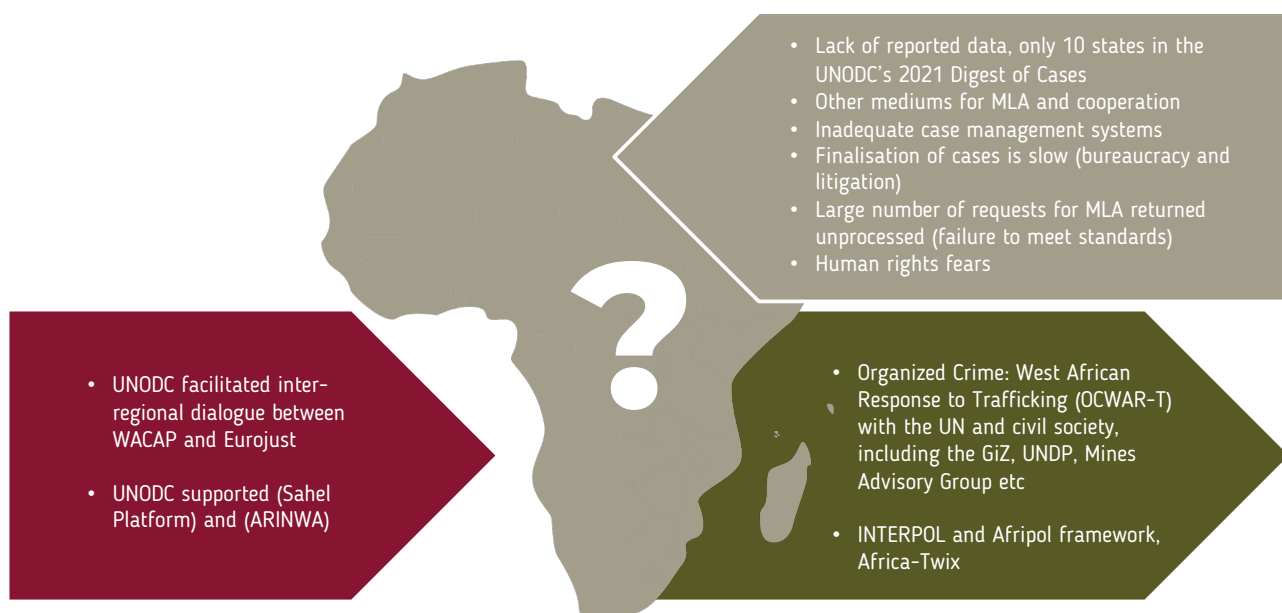 • Lack of reported data, only 10 states in the
UNODC's 2021 Digest of Cases
• Other mediums for MLA and cooperation
• Inadequate case management systems
• Finalisation of cases is slow (bureaucracy and
litigation)
• Large number of requests for MLA returned
unprocessed (failure to meet standards)
• Human rights fears
?
• UNODC facilitated inter-
regional dialogue between
WACAP and Eurojust
• UNODC supported (Sahel
Platform) and (ARINWA)
• Organized Crime: West African
Response to Trafficking (OCWAR-T)
with the UN and civil society,
including the GiZ, UNDP, Mines
Advisory Group etc
• INTERPOL and Afripol framework,
Africa-Twix